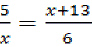 5/x = (x+13)/6